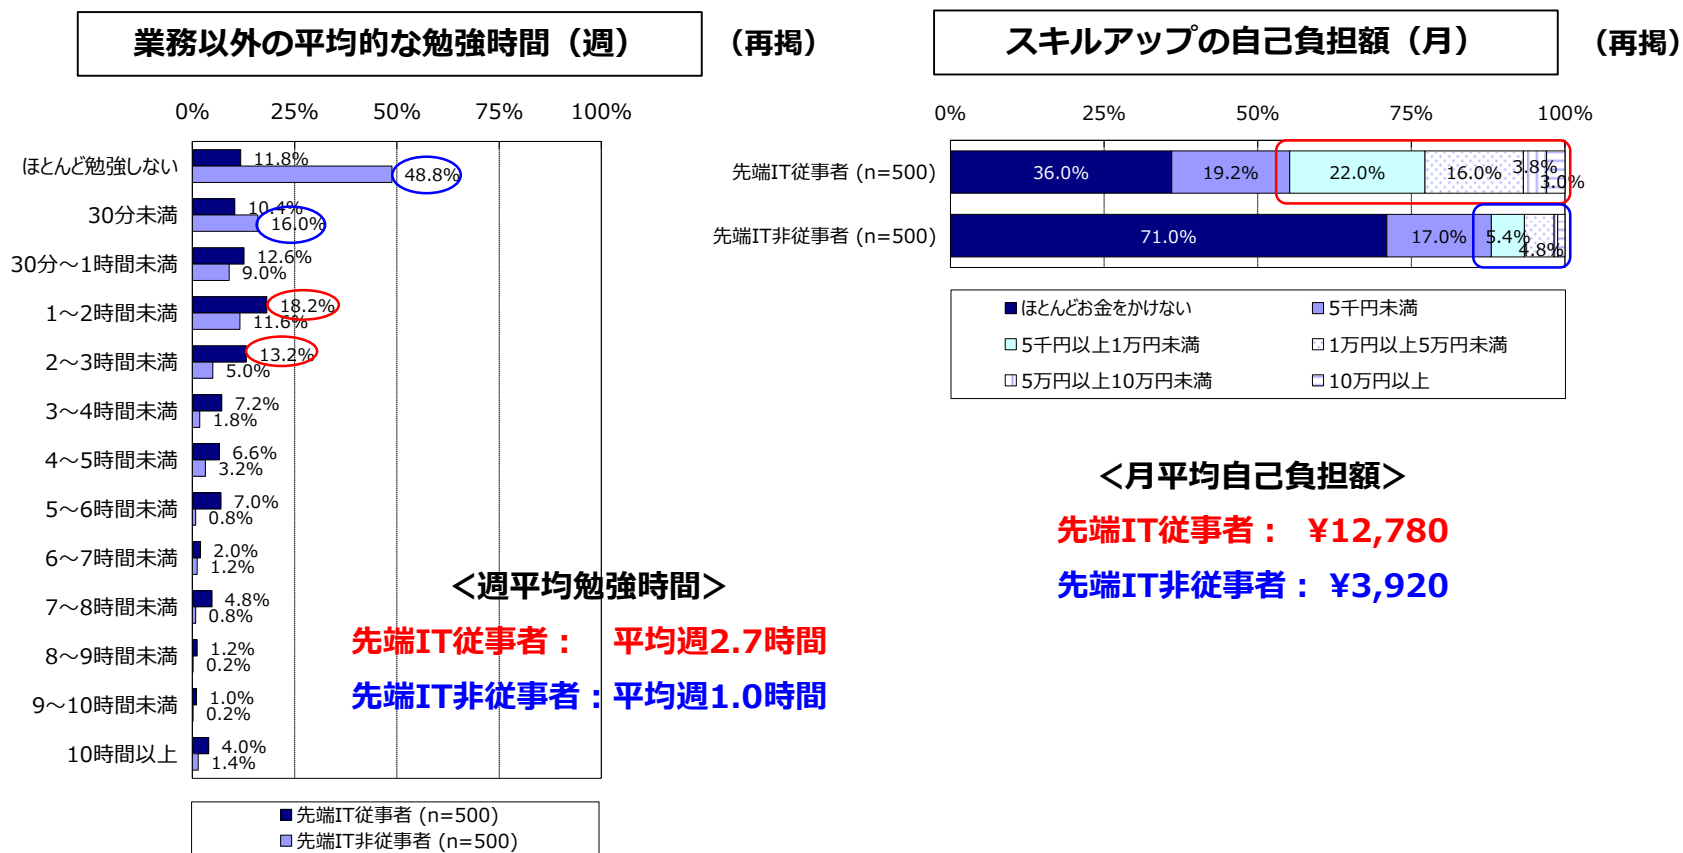 業務以外の平均的な勉強時間（週）
（再掲）
0% 25% 50% 75% 100%
ほとんど勉強しない 11.8% 48.8%
30分未満 10.4% 16.0%
30分～1時間未満 12.6% 9.0%
1～2時間未満 18.2% 11.6%
2～3時間未満 13.2% 5.0%
3～4時間未満 7.2% 1.8%
4～5時間未満 6.6% 3.2%
5～6時間未満 7.0% 0.8%
6～7時間未満 2.0% 1.2%
7～8時間未満 4.8% 0.8%
8～9時間未満 1.2% 0.2%
9～10時間未満 1.0% 0.2%
10時間以上 4.0% 1.4%
＜週平均勉強時間＞
先端IT従事者： 平均週2.7時間
先端IT非従事者：平均週1.0時間
先端IT従事者 (n=500)
先端IT非従事者 (n=500)
スキルアップの自己負担額（月）
（再掲）
0% 25% 50% 75% 100%
先端IT従事者 (n=500) 36.0% 19.2% 22.0% 16.0% 3.8% 3.0%
先端IT非従事者 (n=500) 71.0% 17.0% 5.4% 4.8%
ほとんどお金をかけない 5千円未満
5千円以上1万円未満 1万円以上5万円未満
5万円以上10万円未満 10万円以上
＜月平均自己負担額＞
先端IT従事者： ¥12,780
先端IT非従事者： ¥3,920